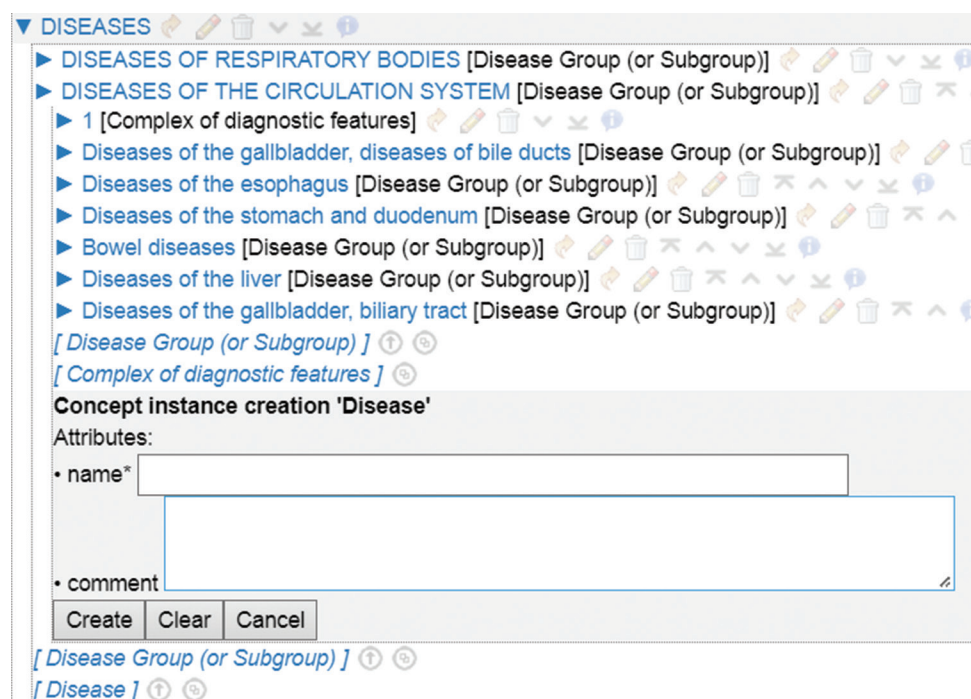 ▼ DISEASES
► DISEASES OF RESPIRATORY BODIES [Disease Group (or Subgroup)]
► DISEASES OF THE CIRCULATION SYSTEM [Disease Group (or Subgroup)]
► 1 [Complex of diagnostic features]
► Diseases of the gallbladder, diseases of bile ducts [Disease Group (or Subgroup)]
► Diseases of the esophagus [Disease Group (or Subgroup)]
► Diseases of the stomach and duodenum [Disease Group (or Subgroup)]
► Bowel diseases [Disease Group (or Subgroup)]
► Diseases of the liver [Disease Group (or Subgroup)]
► Diseases of the gallbladder, biliary tract [Disease Group (or Subgroup)]
[ Disease Group (or Subgroup) ]
[ Complex of diagnostic features ]
Concept instance creation 'Disease'
Attributes:
• name*
• comment
Create Clear Cancel
[ Disease Group (or Subgroup) ]
[ Disease ]